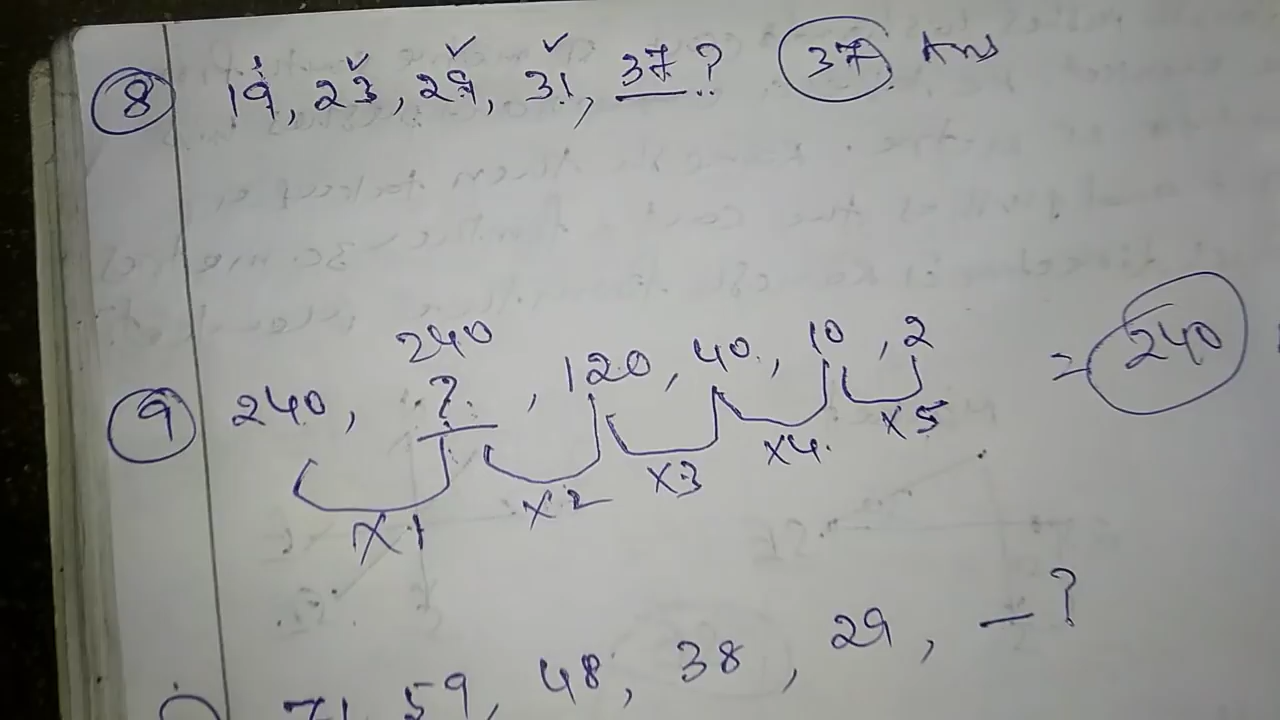 8 19, 23, 29, 31, 37? 37 Ans
240
9 240, ?, 120, 40, 10, 2 = 240
x1 x2 x3 x4 x5
71 59, 48, 38, 29, —?